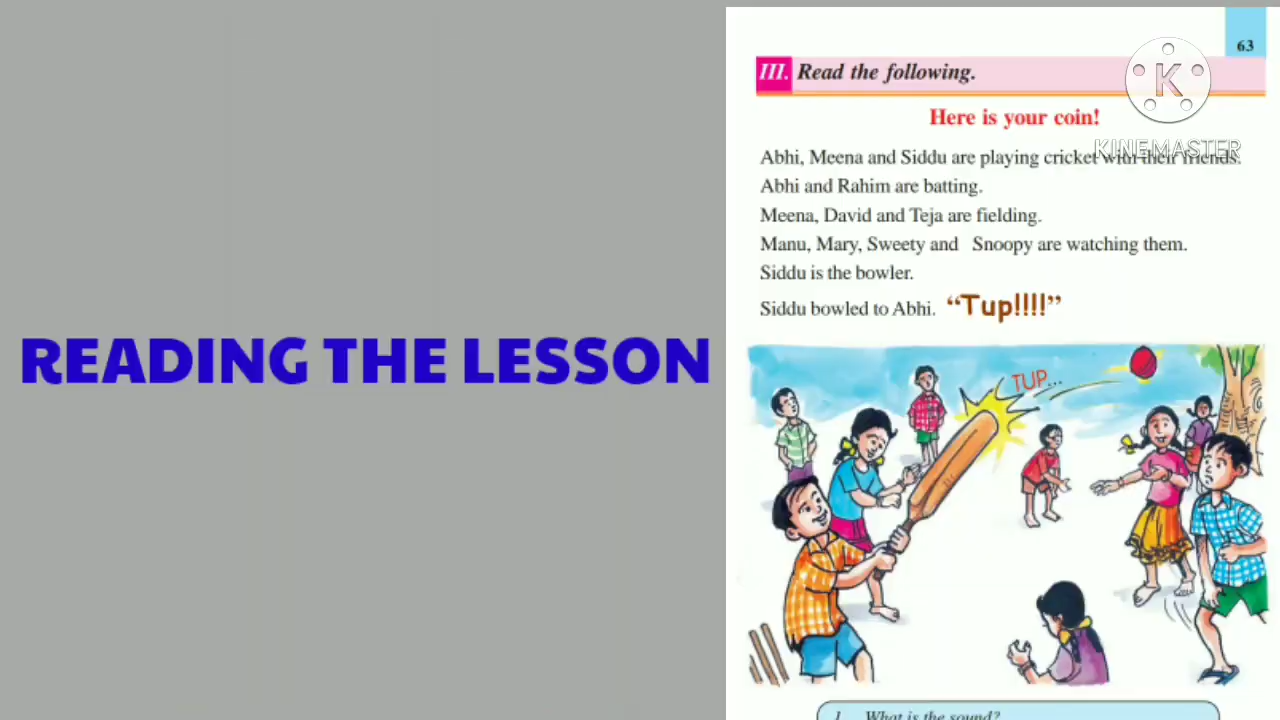 READING THE LESSON
63
III. Read the following.
K
KINEMASTER
Here is your coin!
Abhi, Meena and Siddu are playing cricket with their friends.
Abhi and Rahim are batting.
Meena, David and Teja are fielding.
Manu, Mary, Sweety and Snoopy are watching them.
Siddu is the bowler.
Siddu bowled to Abhi. “Tup!!!!”
TUP...
1. What is the sound?